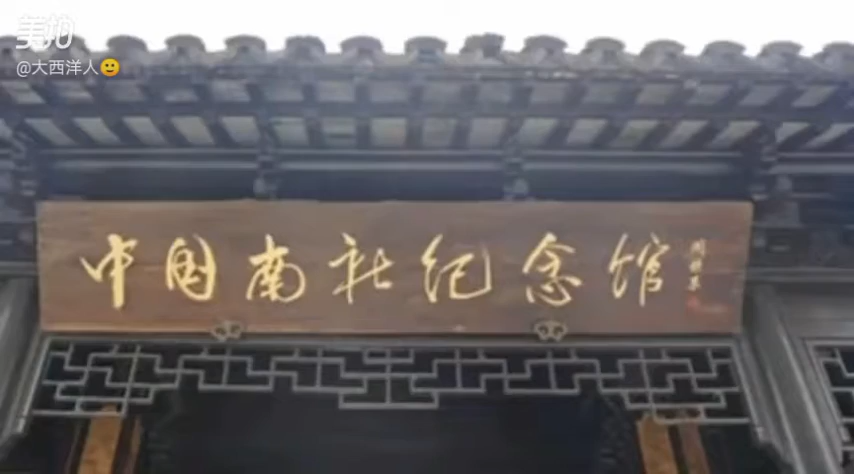 美拍
@大西洋人🙂
中国南社纪念馆